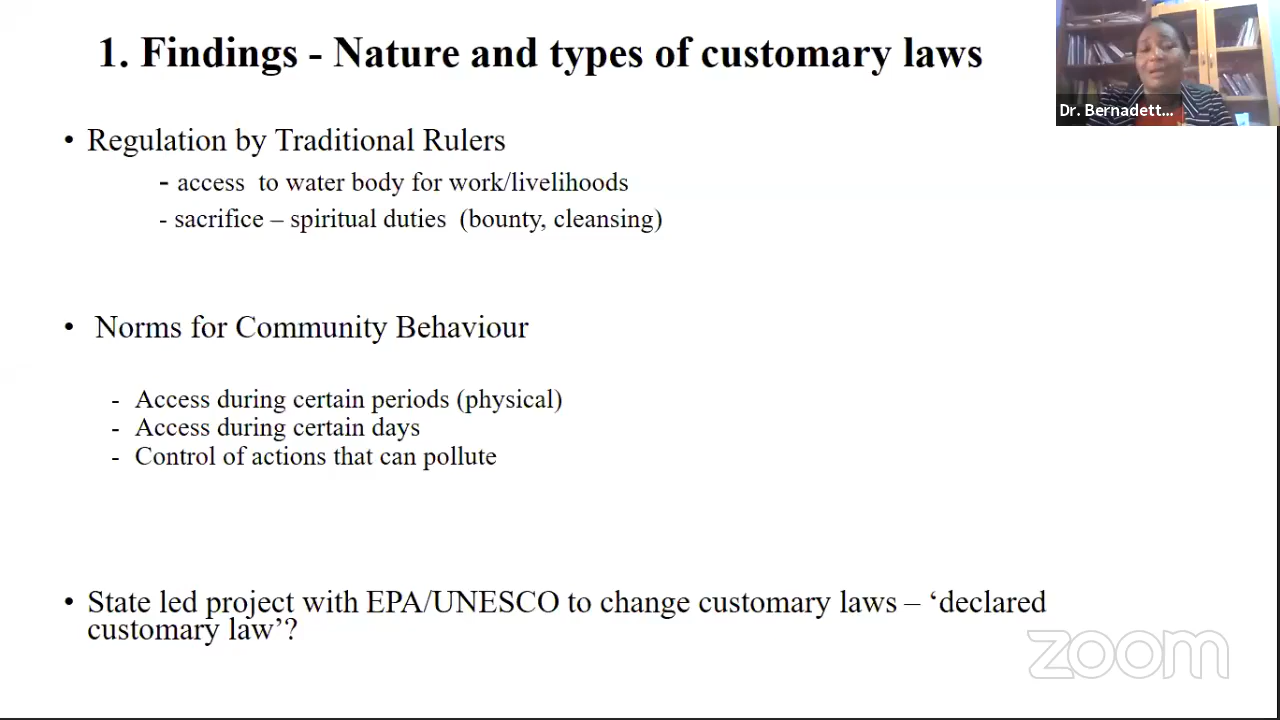 1. Findings - Nature and types of customary laws
Dr. Bernadett...
• Regulation by Traditional Rulers
- access to water body for work/livelihoods
- sacrifice – spiritual duties (bounty, cleansing)
• Norms for Community Behaviour
- Access during certain periods (physical)
- Access during certain days
- Control of actions that can pollute
• State led project with EPA/UNESCO to change customary laws – ‘declared
customary law’?
zoom